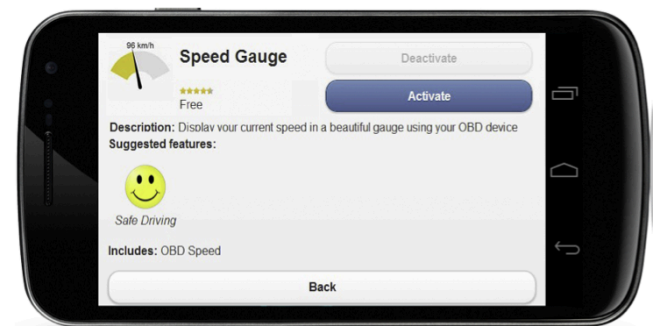 96 km/h
Speed Gauge
Deactivate
Free
Activate
Description: Display your current speed in a beautiful gauge using your OBD device
Suggested features:
Safe Driving
Includes: OBD Speed
Back